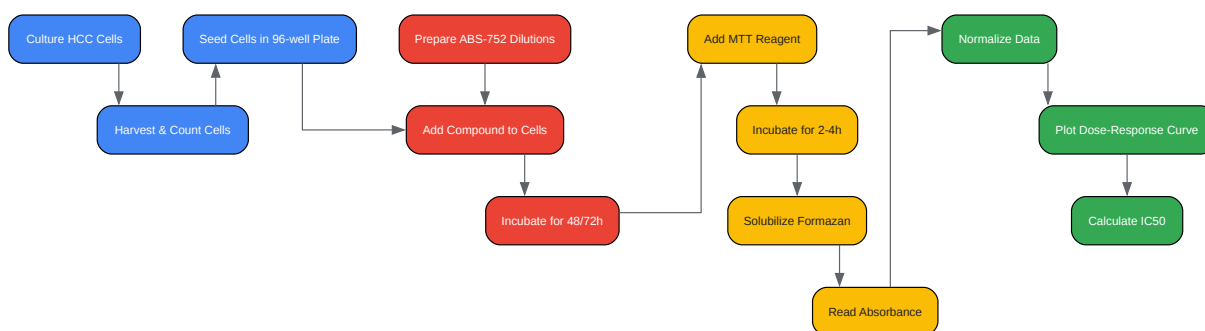 Culture HCC Cells
Harvest & Count Cells
Seed Cells in 96-well Plate
Prepare ABS-752 Dilutions
Add Compound to Cells
Incubate for 48/72h
Add MTT Reagent
Incubate for 2-4h
Solubilize Formazan
Read Absorbance
Normalize Data
Plot Dose-Response Curve
Calculate IC50